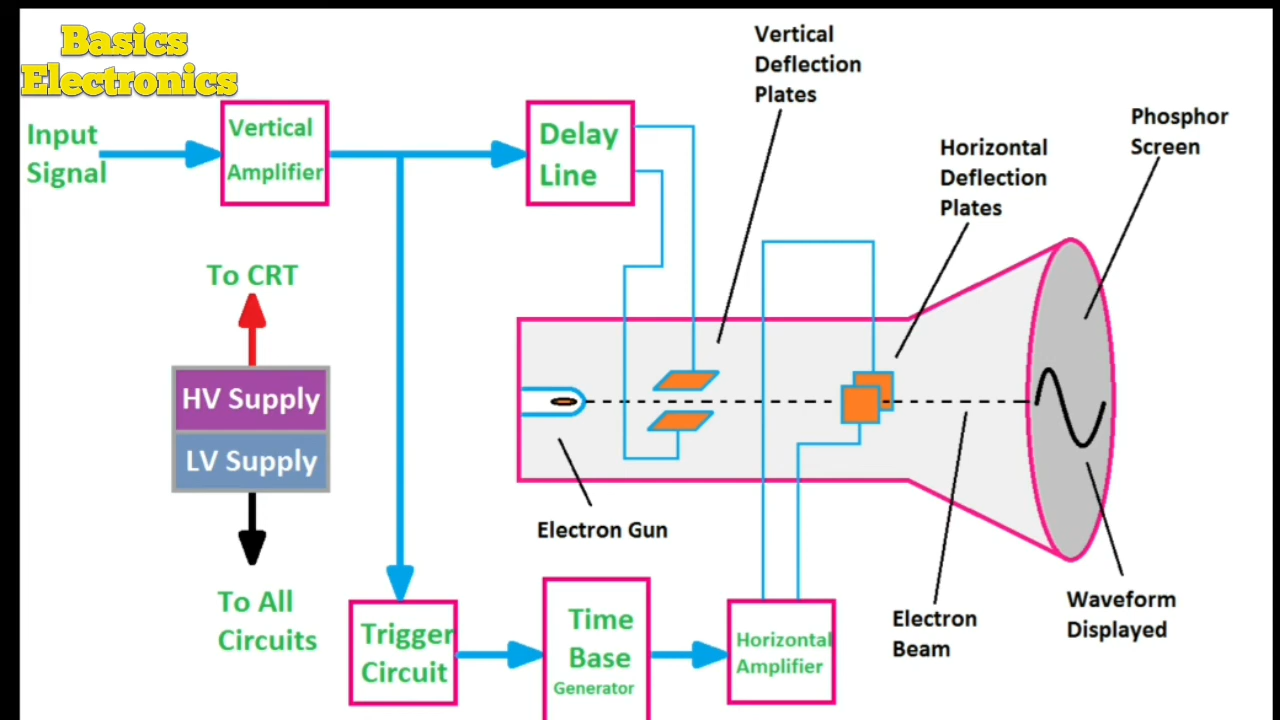 Basics
Electronics
Input
Signal
Vertical
Amplifier
Delay
Line
Vertical
Deflection
Plates
Horizontal
Deflection
Plates
Phosphor
Screen
To CRT
HV Supply
LV Supply
To All
Circuits
Electron Gun
Trigger
Circuit
Time
Base
Generator
Horizontal
Amplifier
Electron
Beam
Waveform
Displayed